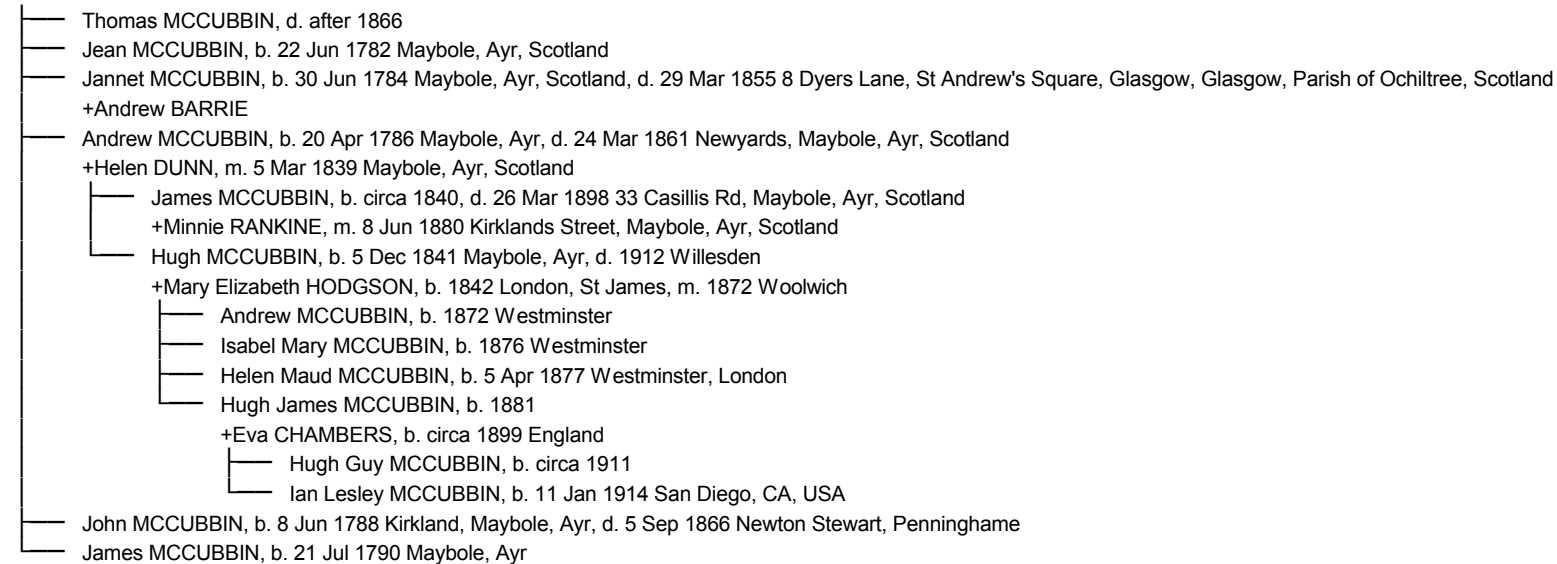 Thomas MCCUBBIN, d. after 1866
Jean MCCUBBIN, b. 22 Jun 1782 Maybole, Ayr, Scotland
Jannet MCCUBBIN, b. 30 Jun 1784 Maybole, Ayr, Scotland, d. 29 Mar 1855 8 Dyers Lane, St Andrew's Square, Glasgow, Glasgow, Parish of Ochiltree, Scotland
+Andrew BARRIE
Andrew MCCUBBIN, b. 20 Apr 1786 Maybole, Ayr, d. 24 Mar 1861 Newyards, Maybole, Ayr, Scotland
+Helen DUNN, m. 5 Mar 1839 Maybole, Ayr, Scotland
James MCCUBBIN, b. circa 1840, d. 26 Mar 1898 33 Casillis Rd, Maybole, Ayr, Scotland
+Minnie RANKINE, m. 8 Jun 1880 Kirklands Street, Maybole, Ayr, Scotland
Hugh MCCUBBIN, b. 5 Dec 1841 Maybole, Ayr, d. 1912 Willesden
+Mary Elizabeth HODGSON, b. 1842 London, St James, m. 1872 Woolwich
Andrew MCCUBBIN, b. 1872 Westminster
Isabel Mary MCCUBBIN, b. 1876 Westminster
Helen Maud MCCUBBIN, b. 5 Apr 1877 Westminster, London
Hugh James MCCUBBIN, b. 1881
+Eva CHAMBERS, b. circa 1899 England
Hugh Guy MCCUBBIN, b. circa 1911
Ian Lesley MCCUBBIN, b. 11 Jan 1914 San Diego, CA, USA
John MCCUBBIN, b. 8 Jun 1788 Kirkland, Maybole, Ayr, d. 5 Sep 1866 Newton Stewart, Penninghame
James MCCUBBIN, b. 21 Jul 1790 Maybole, Ayr